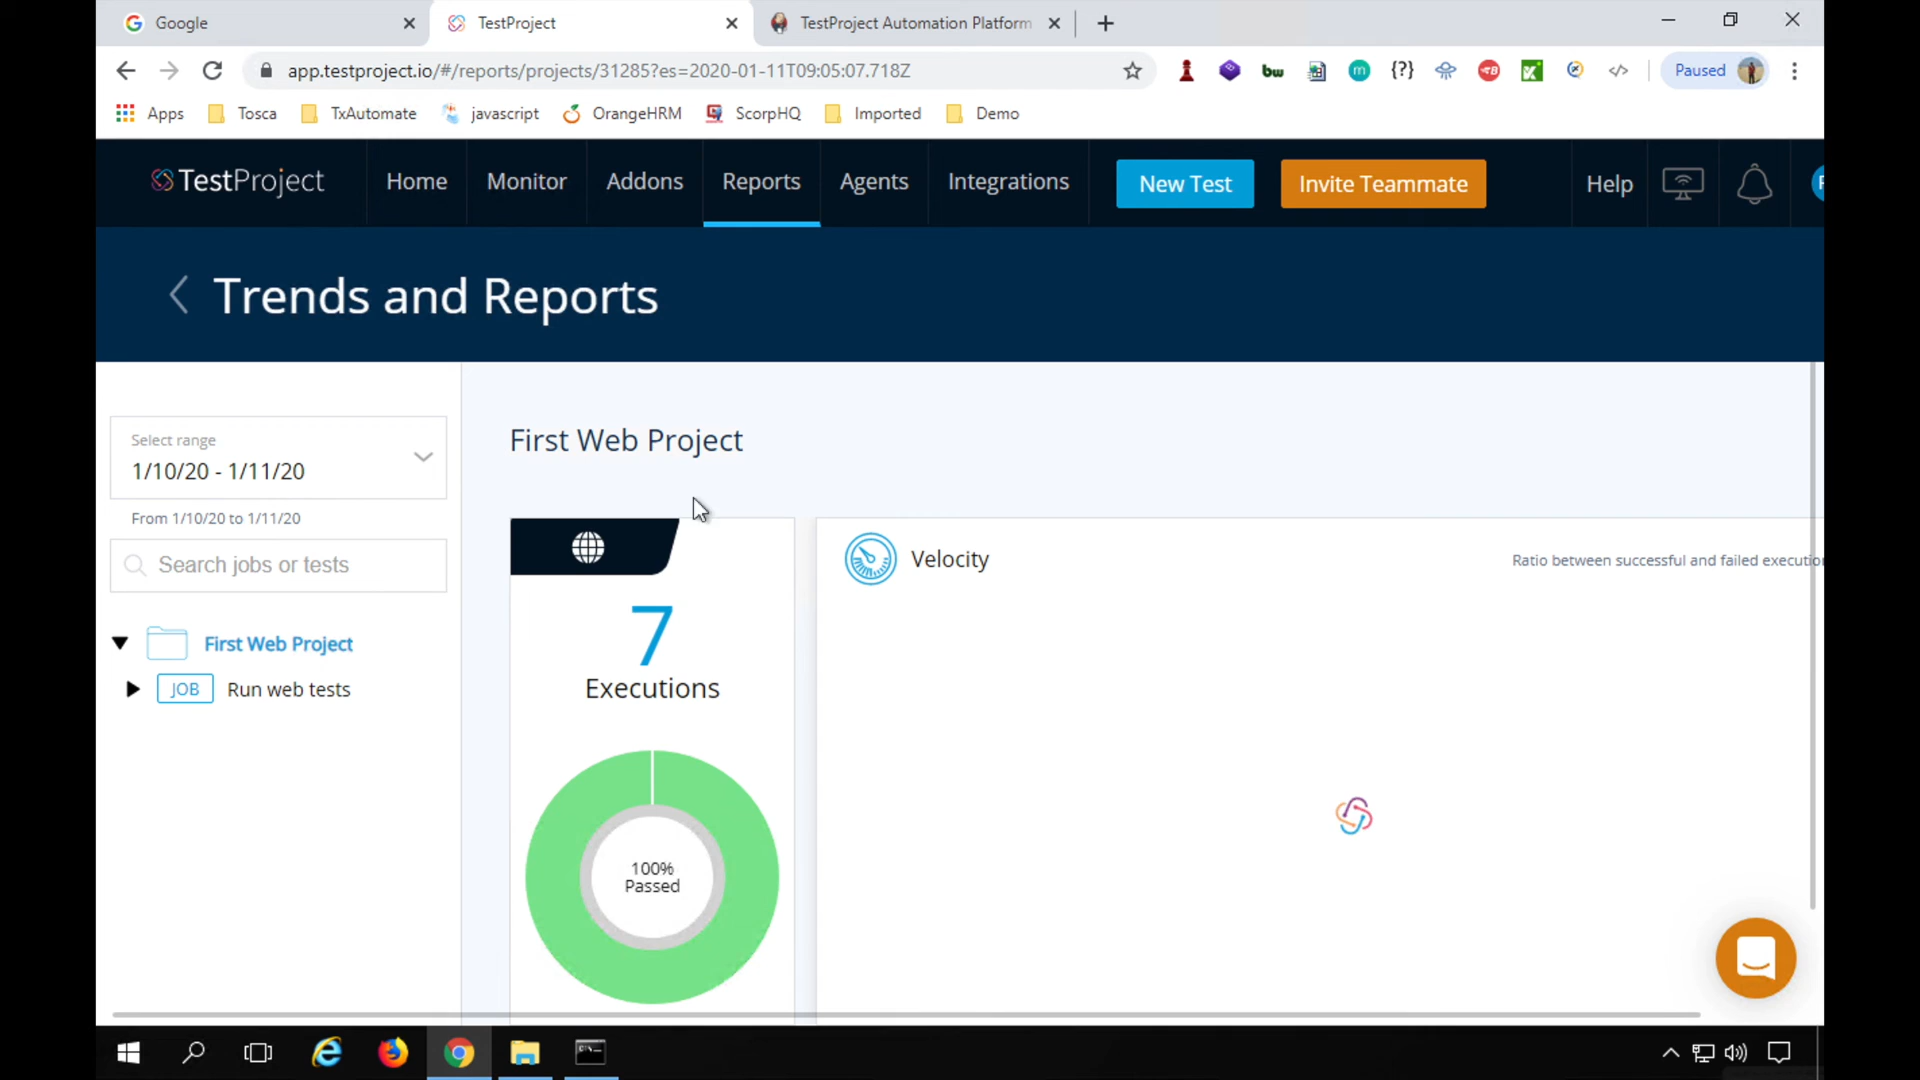 Google
TestProject
TestProject Automation Platform
app.testproject.io/#/reports/projects/31285?es=2020-01-11T09:05:07.718Z
bw
m
{?}
Paused
Apps
Tosca
TxAutomate
javascript
OrangeHRM
ScorpHQ
Imported
Demo
TestProject
Home
Monitor
Addons
Reports
Agents
Integrations
New Test
Invite Teammate
Help
Trends and Reports
Select range
1/10/20 - 1/11/20
From 1/10/20 to 1/11/20
Search jobs or tests
First Web Project
JOB Run web tests
First Web Project
7
Executions
100%
Passed
Velocity
Ratio between successful and failed executio